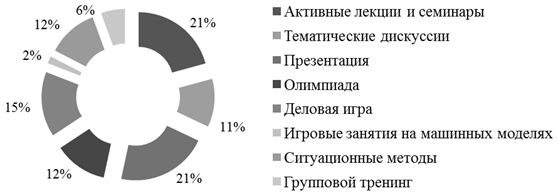 6%
12%
2%
15%
12%
21%
11%
21%
Активные лекции и семинары
Тематические дискуссии
Презентация
Олимпиада
Деловая игра
Игровые занятия на машинных моделях
Ситуационные методы
Групповой тренинг